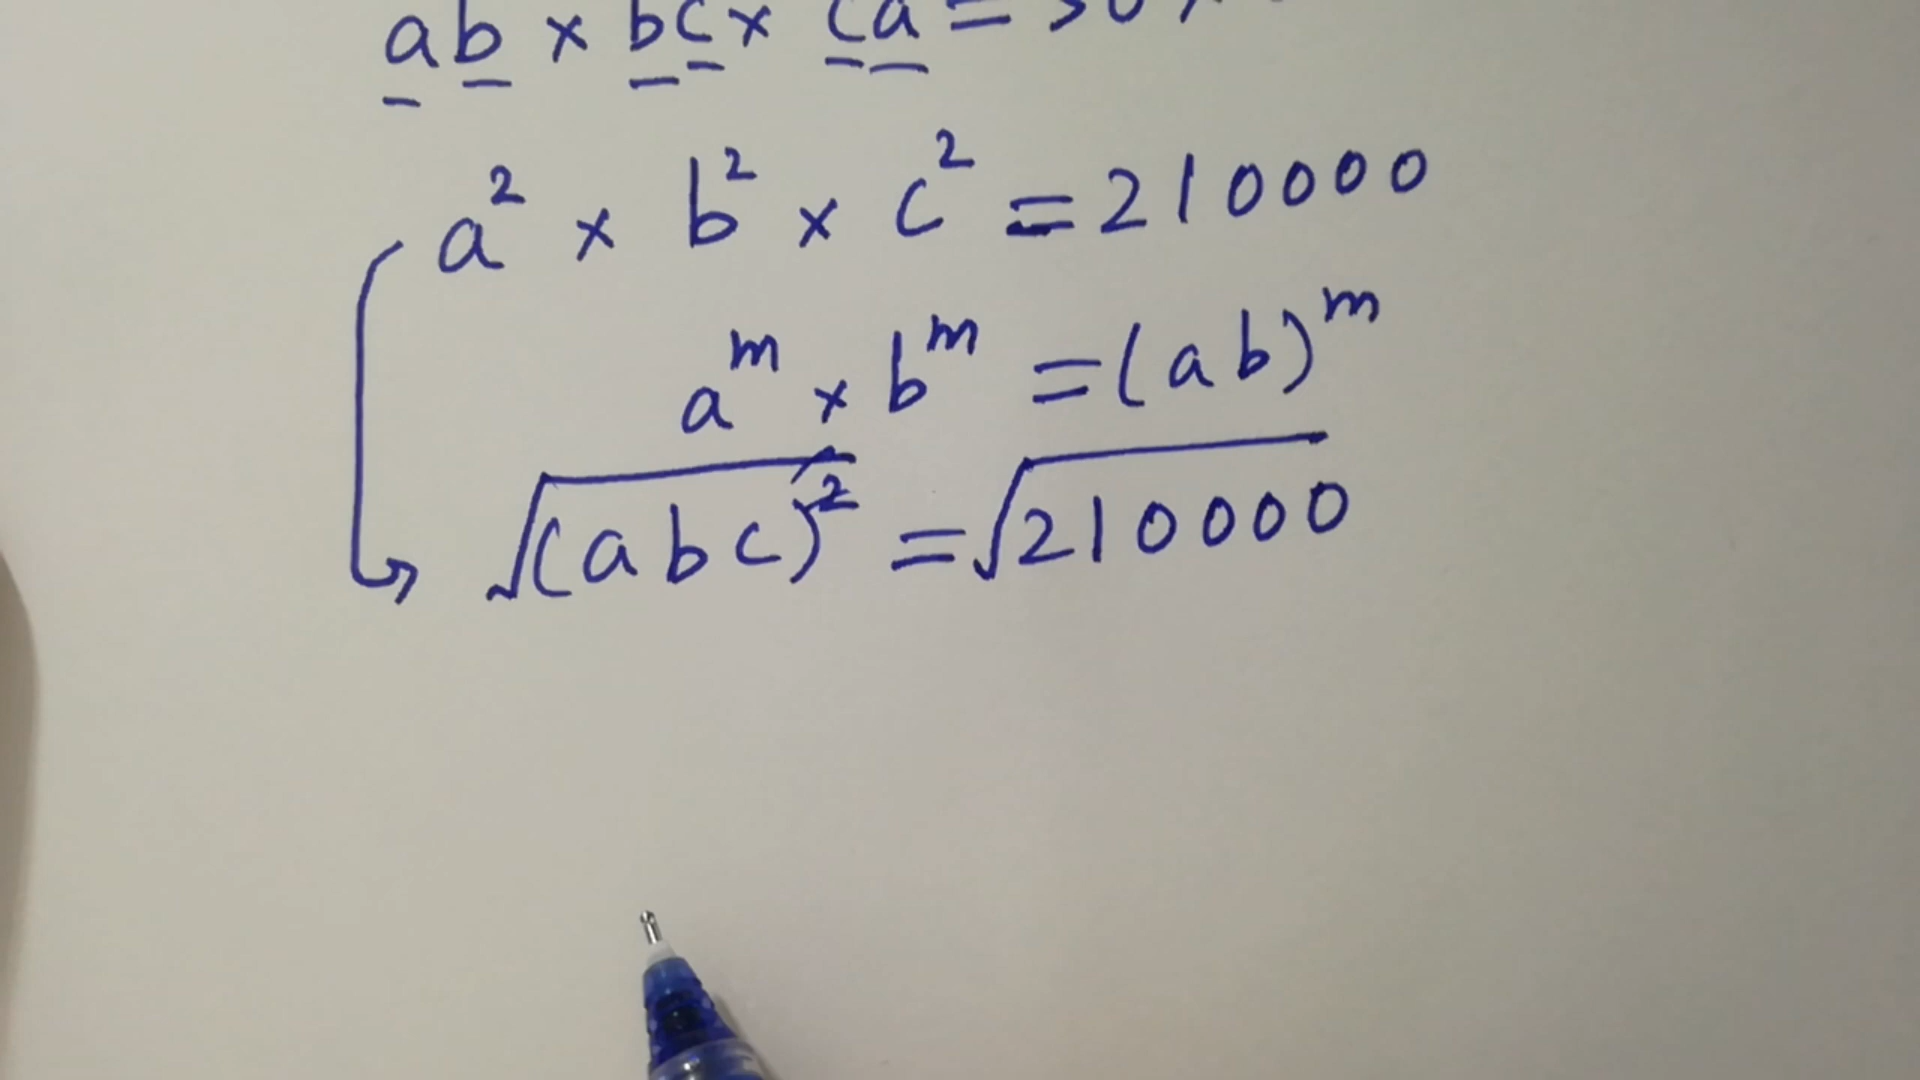 ab × bc × ca =
a² × b² × c² = 210000
a^m × b^m = (ab)^m
√(abc)² = √210000